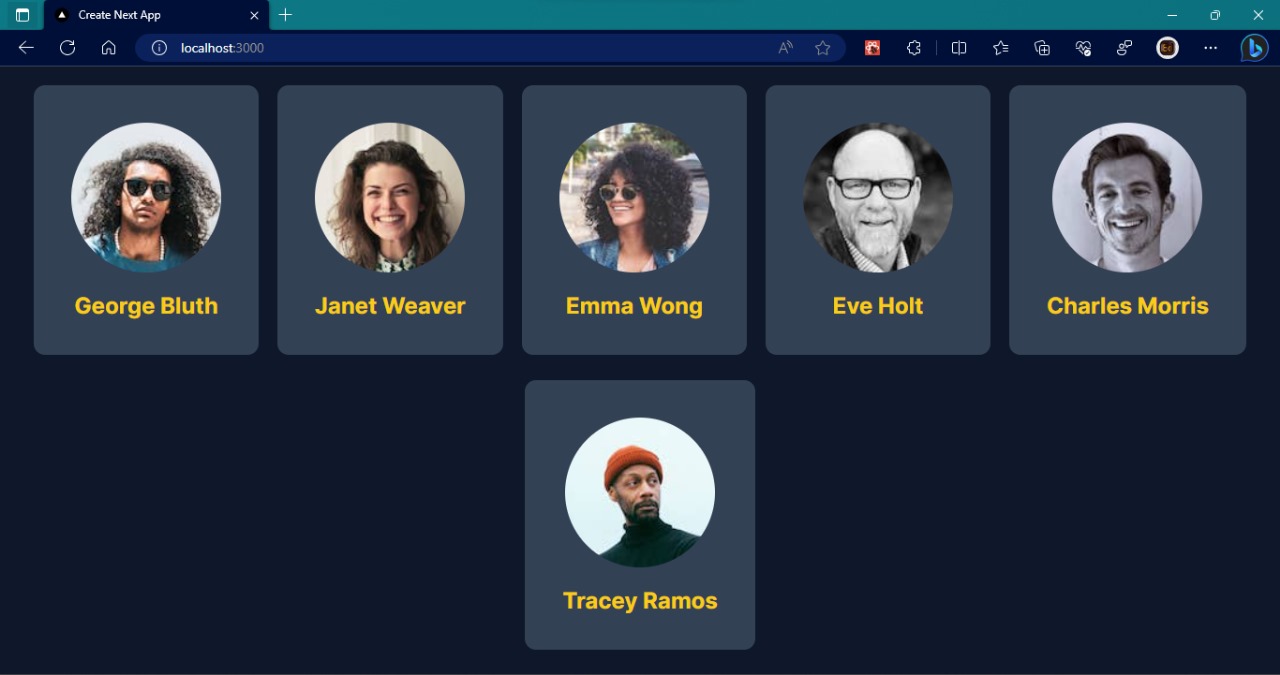 Create Next App
localhost:3000
George Bluth
Janet Weaver
Emma Wong
Eve Holt
Charles Morris
Tracey Ramos